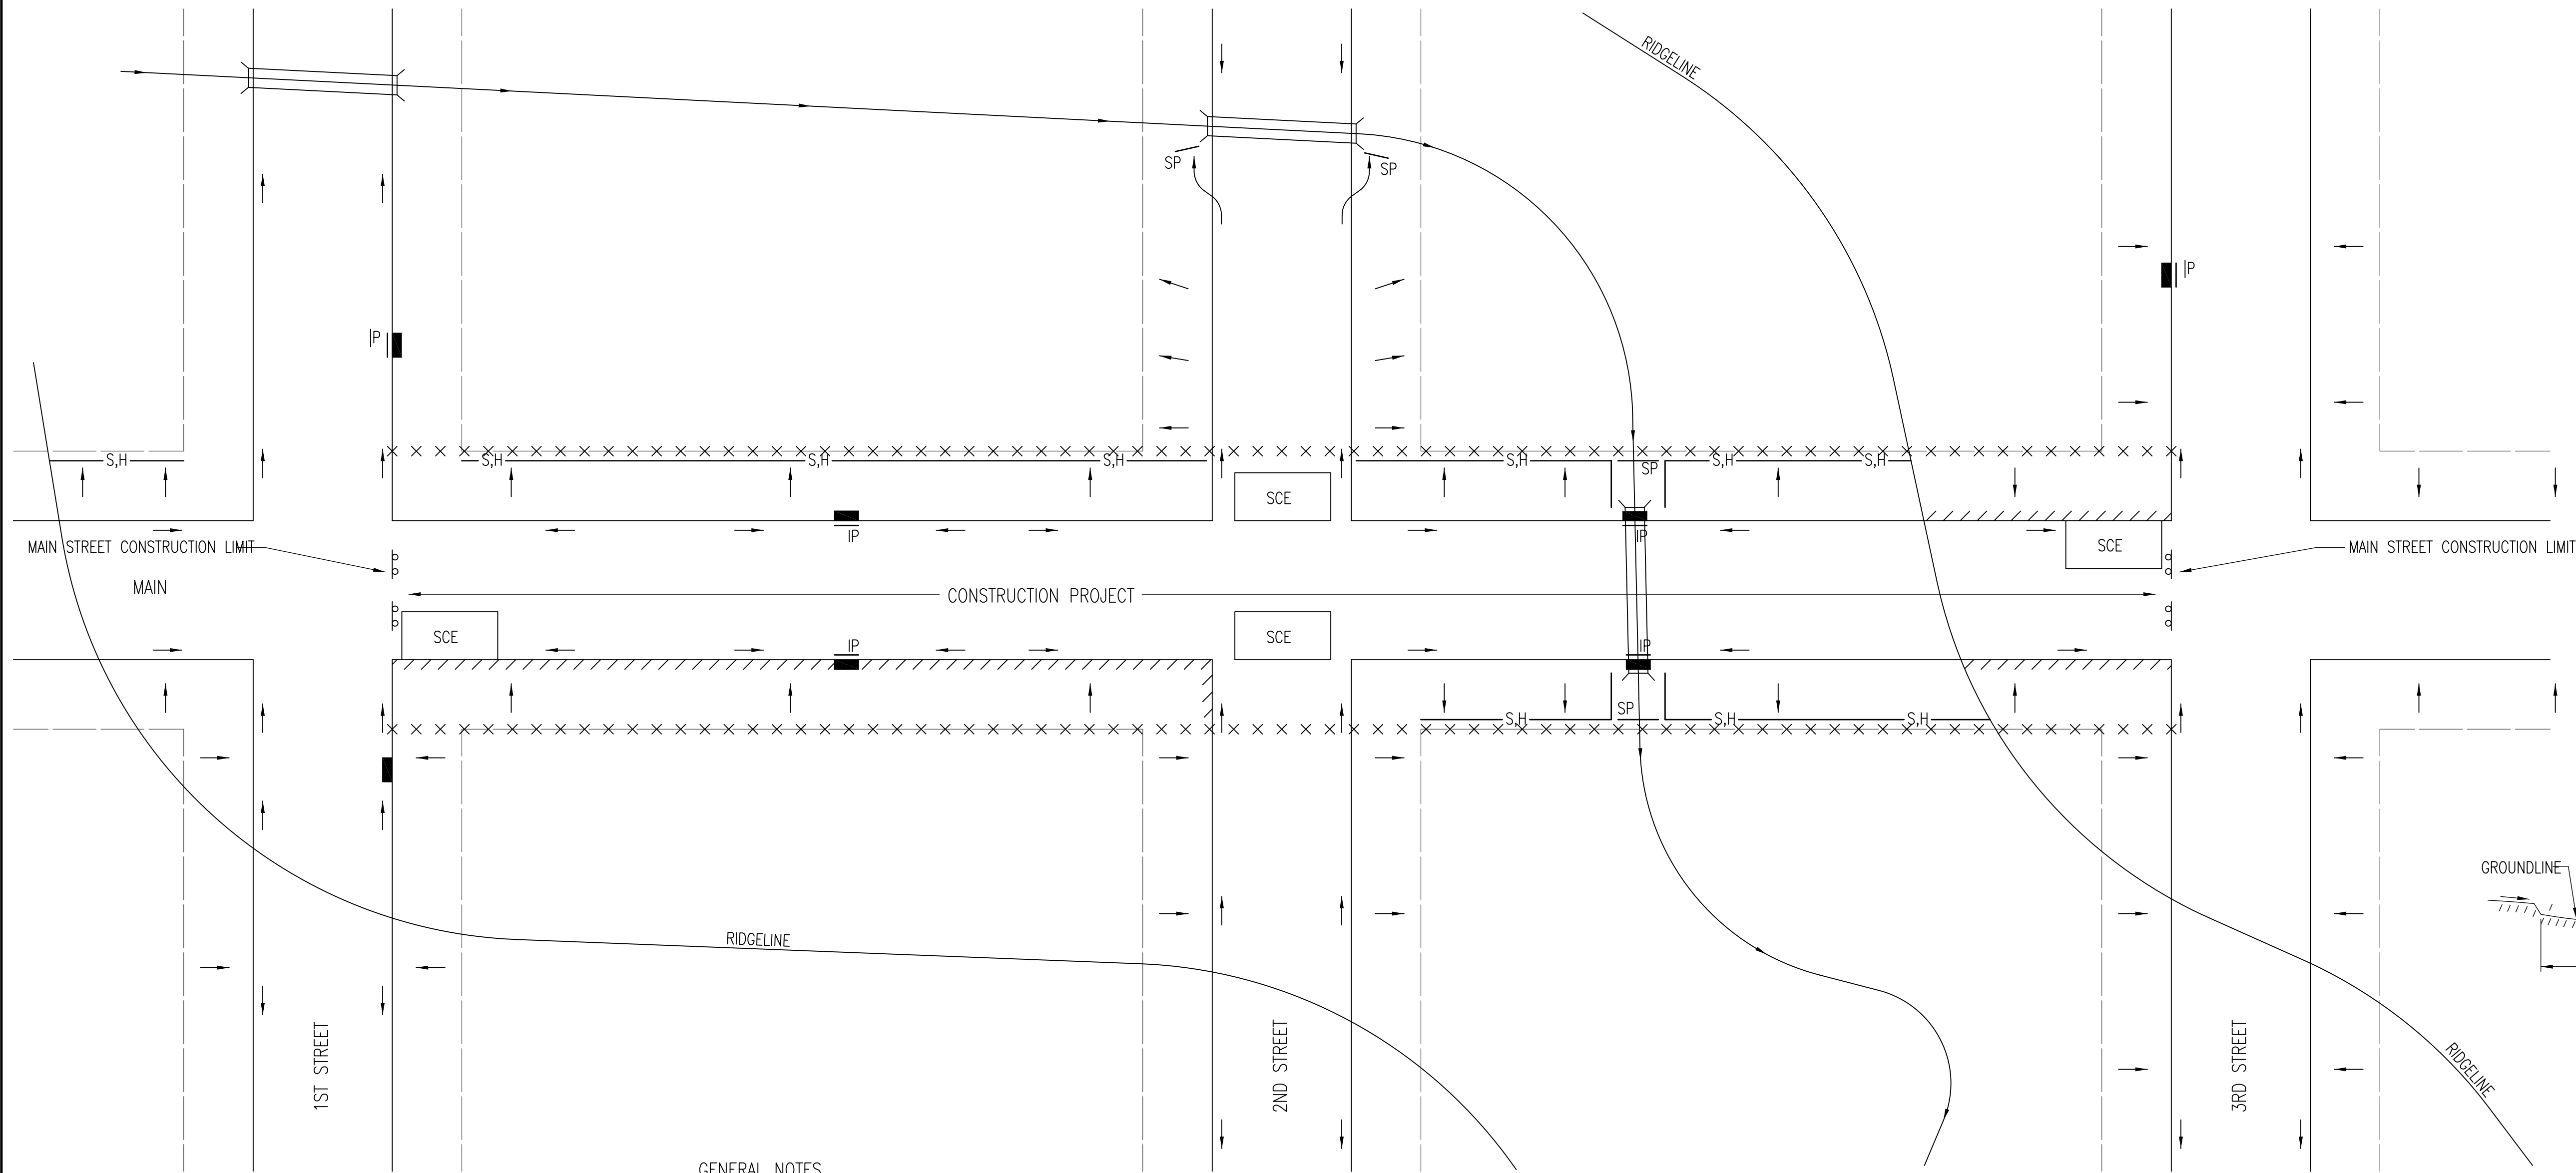 RIDGELINE
SP
SP
IP
IP
S,H
S,H
S,H
S,H
S,H
SP
S,H
S,H
SCE
MAIN STREET CONSTRUCTION LIMIT
IP
IP
SCE
MAIN STREET CONSTRUCTION LIMIT
MAIN
CONSTRUCTION PROJECT
SCE
SCE
IP
IP
S,H
SP
S,H
S,H
GROUNDLINE
RIDGELINE
1ST STREET
2ND STREET
3RD STREET
RIDGELINE
GENERAL NOTES